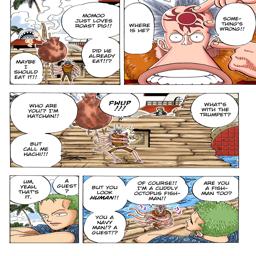 SOME-
THING'S
WRONG!!
WHERE
IS HE?
MOMOO
JUST LOVES
ROAST PIG!!
DID HE
ALREADY
EAT!!?
MAYBE
I SHOULD
EAT IT!!
WHAT'S
WITH THE
TRUMPET?
FHUP
!!!
WHO ARE
YOU? I'M
HATCHAN!!
BUT
CALL ME
HACHI!!!
ARE YOU
A FISH-
MAN TOO?
OF COURSE!!
I'M A CUDDLY
OCTOPUS
FISH-
MAN!!
BUT YOU
LOOK
HUMAN!!
YOU A
NAVY
MAN!? A
GUEST?
A
GUEST
?
UM,
YEAH,
THAT'S
IT.